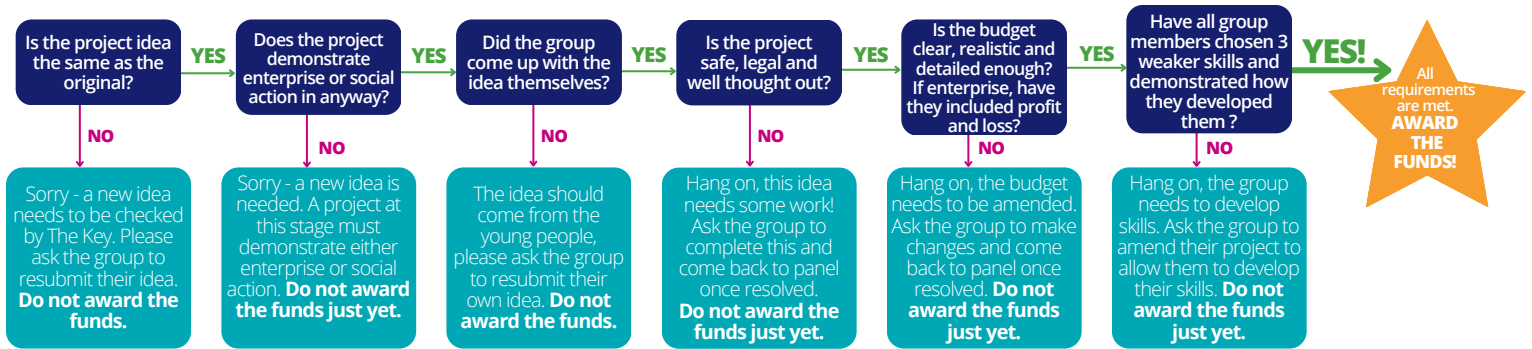 Is the project idea
the same as the
original?
YES
Does the project
demonstrate
enterprise or social
action in anyway?
YES
Did the group
come up with the
idea themselves?
YES
Is the project
safe, legal and
well thought out?
YES
Is the budget
clear, realistic and
detailed enough?
If enterprise, have
they included profit
and loss?
YES
Have all group
members chosen 3
weaker skills and
demonstrated how
they developed
them ?
YES!
All
requirements
are met.
AWARD
THE
FUNDS!
NO
NO
NO
NO
NO
NO
Sorry - a new idea
needs to be checked
by The Key. Please
ask the group to
resubmit their idea.
Do not award the
funds.
Sorry - a new idea is
needed. A project at
this stage must
demonstrate either
enterprise or social
action. Do not award
the funds just yet.
The idea should
come from the
young people,
please ask the group
to resubmit their
own idea. Do not
award the funds.
Hang on, this idea
needs some work!
Ask the group to
complete this and
come back to panel
once resolved.
Do not award the
funds just yet.
Hang on, the budget
needs to be amended.
Ask the group to make
changes and come
back to panel once
resolved. Do not
award the funds
just yet.
Hang on, the group
needs to develop
skills. Ask the group to
amend their project to
allow them to develop
their skills. Do not
award the funds
just yet.